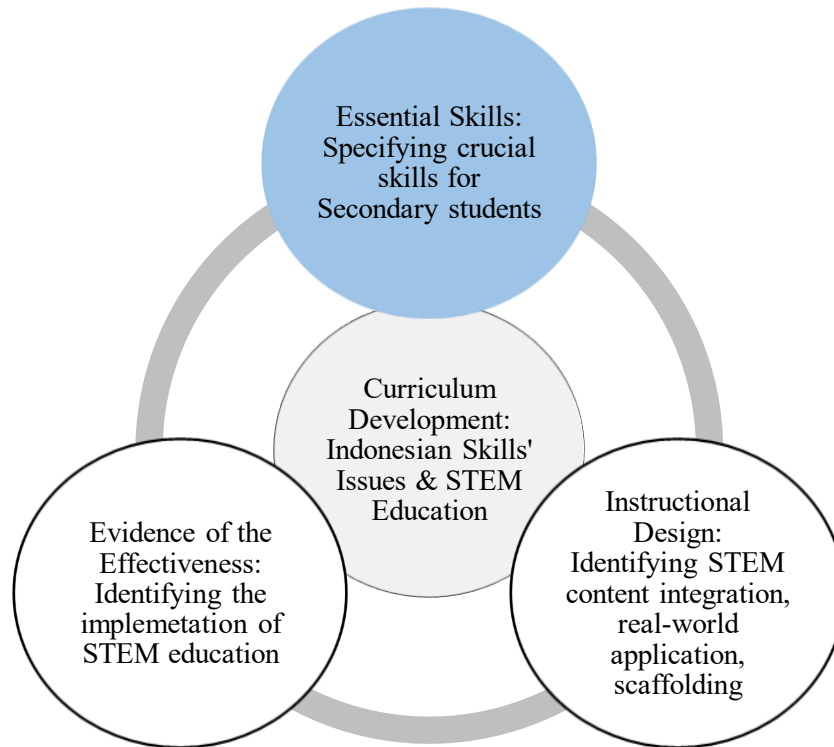 Essential Skills:
Specifying crucial
skills for
Secondary students
Curriculum
Development:
Indonesian Skills'
Issues & STEM
Education
Evidence of the
Effectiveness:
Identifying the
implemetation of
STEM education
Instructional
Design:
Identifying STEM
content integration,
real-world
application,
scaffolding